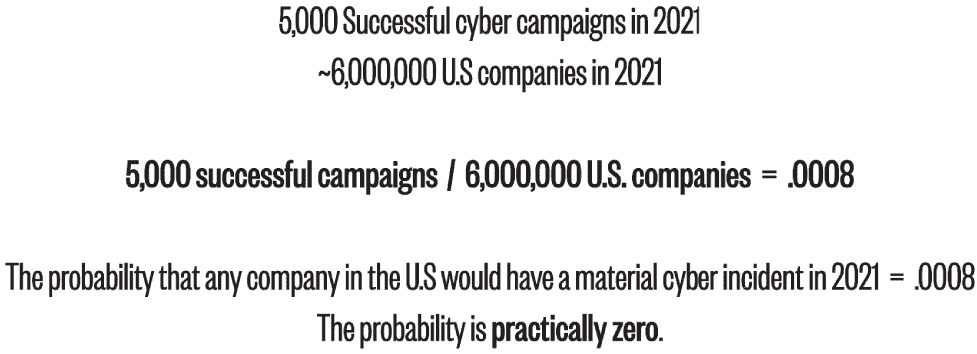 5,000 Successful cyber campaigns in 2021
~6,000,000 U.S companies in 2021
5,000 successful campaigns / 6,000,000 U.S. companies = .0008
The probability that any company in the U.S would have a material cyber incident in 2021 = .0008
The probability is practically zero.